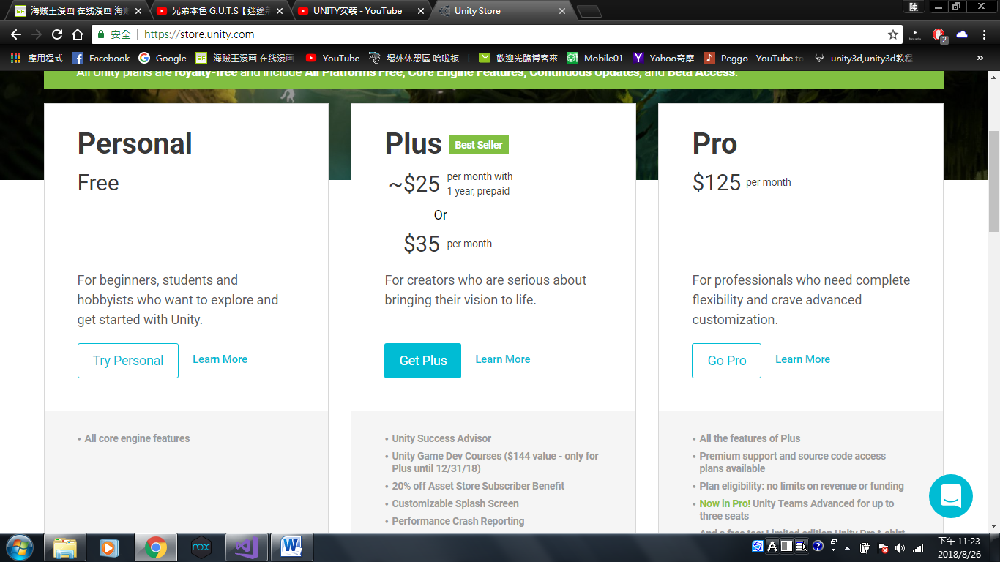 海贼王漫画 在线漫画 海贼
兄弟本色 G.U.T.S【迷途羔
UNITY安裝 - YouTube
Unity Store
陳
安全 https://store.unity.com
No ads
2
應用程式
Facebook
Google
海贼王漫画 在线漫画
YouTube
場外休憩區 哈啦板 -
歡迎光臨博客來
Mobile01
Yahoo奇摩
Peggo - YouTube to
unity3d,unity3d教程
»
All Unity plans are royalty-free and include All Platforms Free, Core Engine Features, Continuous Updates, and Beta Access.
Personal
Free
For beginners, students and
hobbyists who want to explore and
get started with Unity.
Try Personal
Learn More
• All core engine features
Plus Best Seller
~$25 per month with
1 year, prepaid
Or
$35 per month
For creators who are serious about
bringing their vision to life.
Get Plus
Learn More
• Unity Success Advisor
• Unity Game Dev Courses ($144 value - only for
Plus until 12/31/18)
• 20% off Asset Store Subscriber Benefit
• Customizable Splash Screen
• Performance Crash Reporting
Pro
$125 per month
For professionals who need complete
flexibility and crave advanced
customization.
Go Pro
Learn More
• All the features of Plus
• Premium support and source code access
plans available
• Plan eligibility: no limits on revenue or funding
• Now in Pro! Unity Teams Advanced for up to
three seats
• And a free tee: Limited edition Unity Pro t-shirt
nox
W
A
下午 11:23
2018/8/26